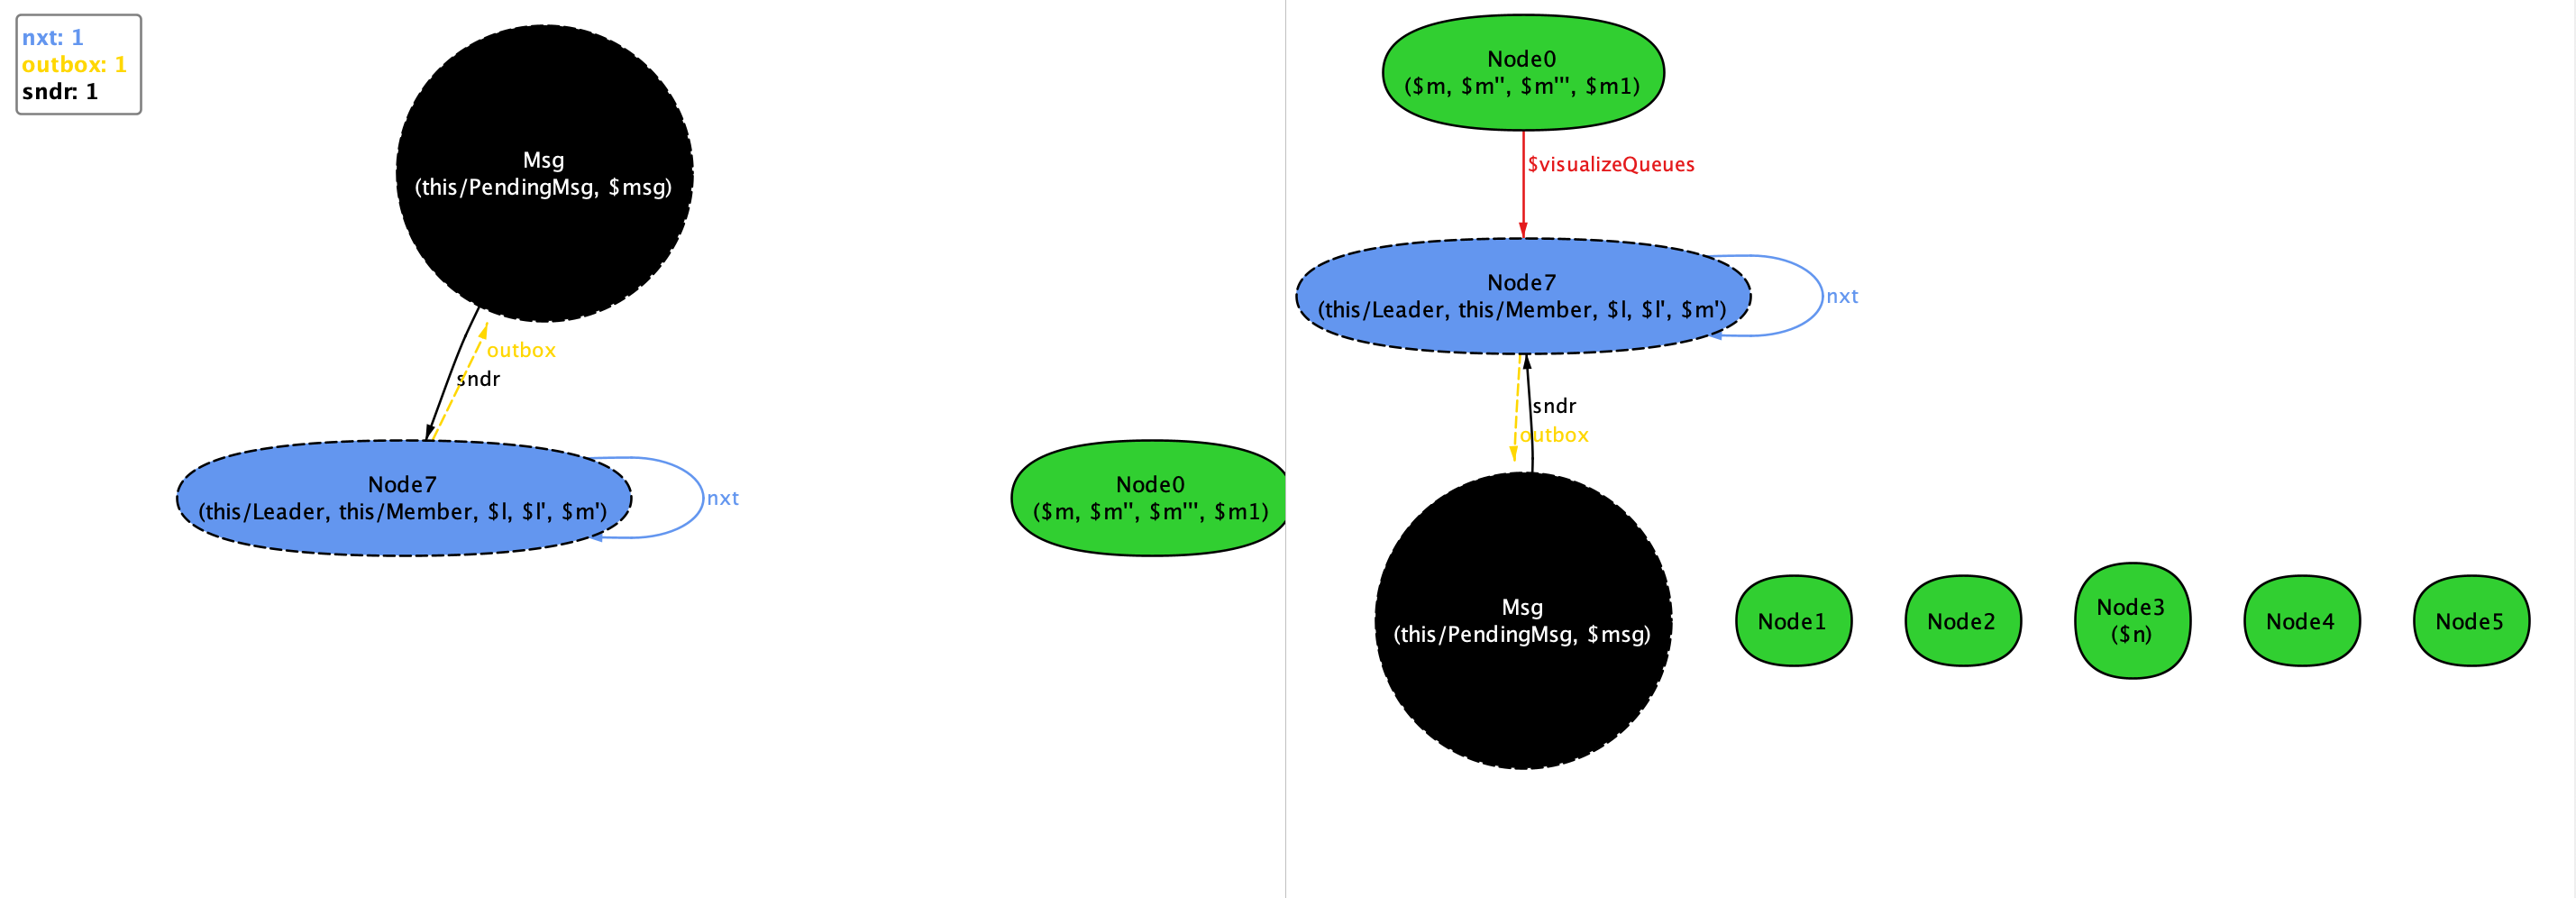 nxt: 1
outbox: 1
sndr: 1
Msg
(this/PendingMsg, $msg)
outbox
sndr
Node7
(this/Leader, this/Member, $l, $l', $m')
nxt
Node0
($m, $m'', $m''', $m1)
Node0
($m, $m'', $m''', $m1)
$visualizeQueues
Node7
(this/Leader, this/Member, $l, $l', $m')
nxt
sndr
outbox
Msg
(this/PendingMsg, $msg)
Node1
Node2
Node3
($n)
Node4
Node5